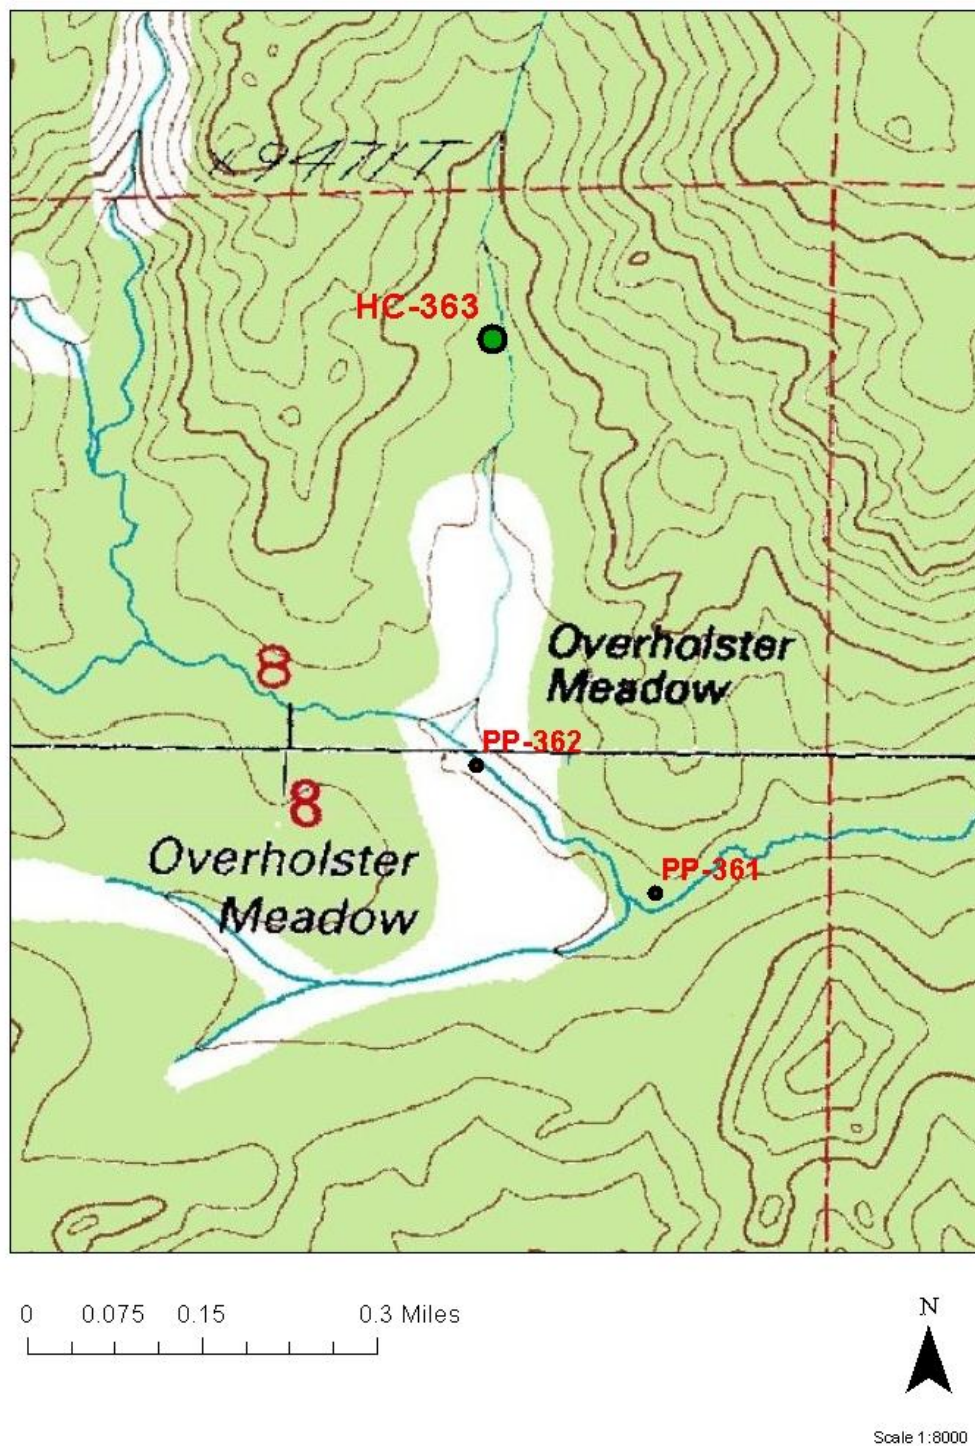 x9471T
HC-363
Overholster
Meadow
8
PP-362
8
Overholster
Meadow
PP-361
0 0.075 0.15 0.3 Miles
N
Scale 1:8000